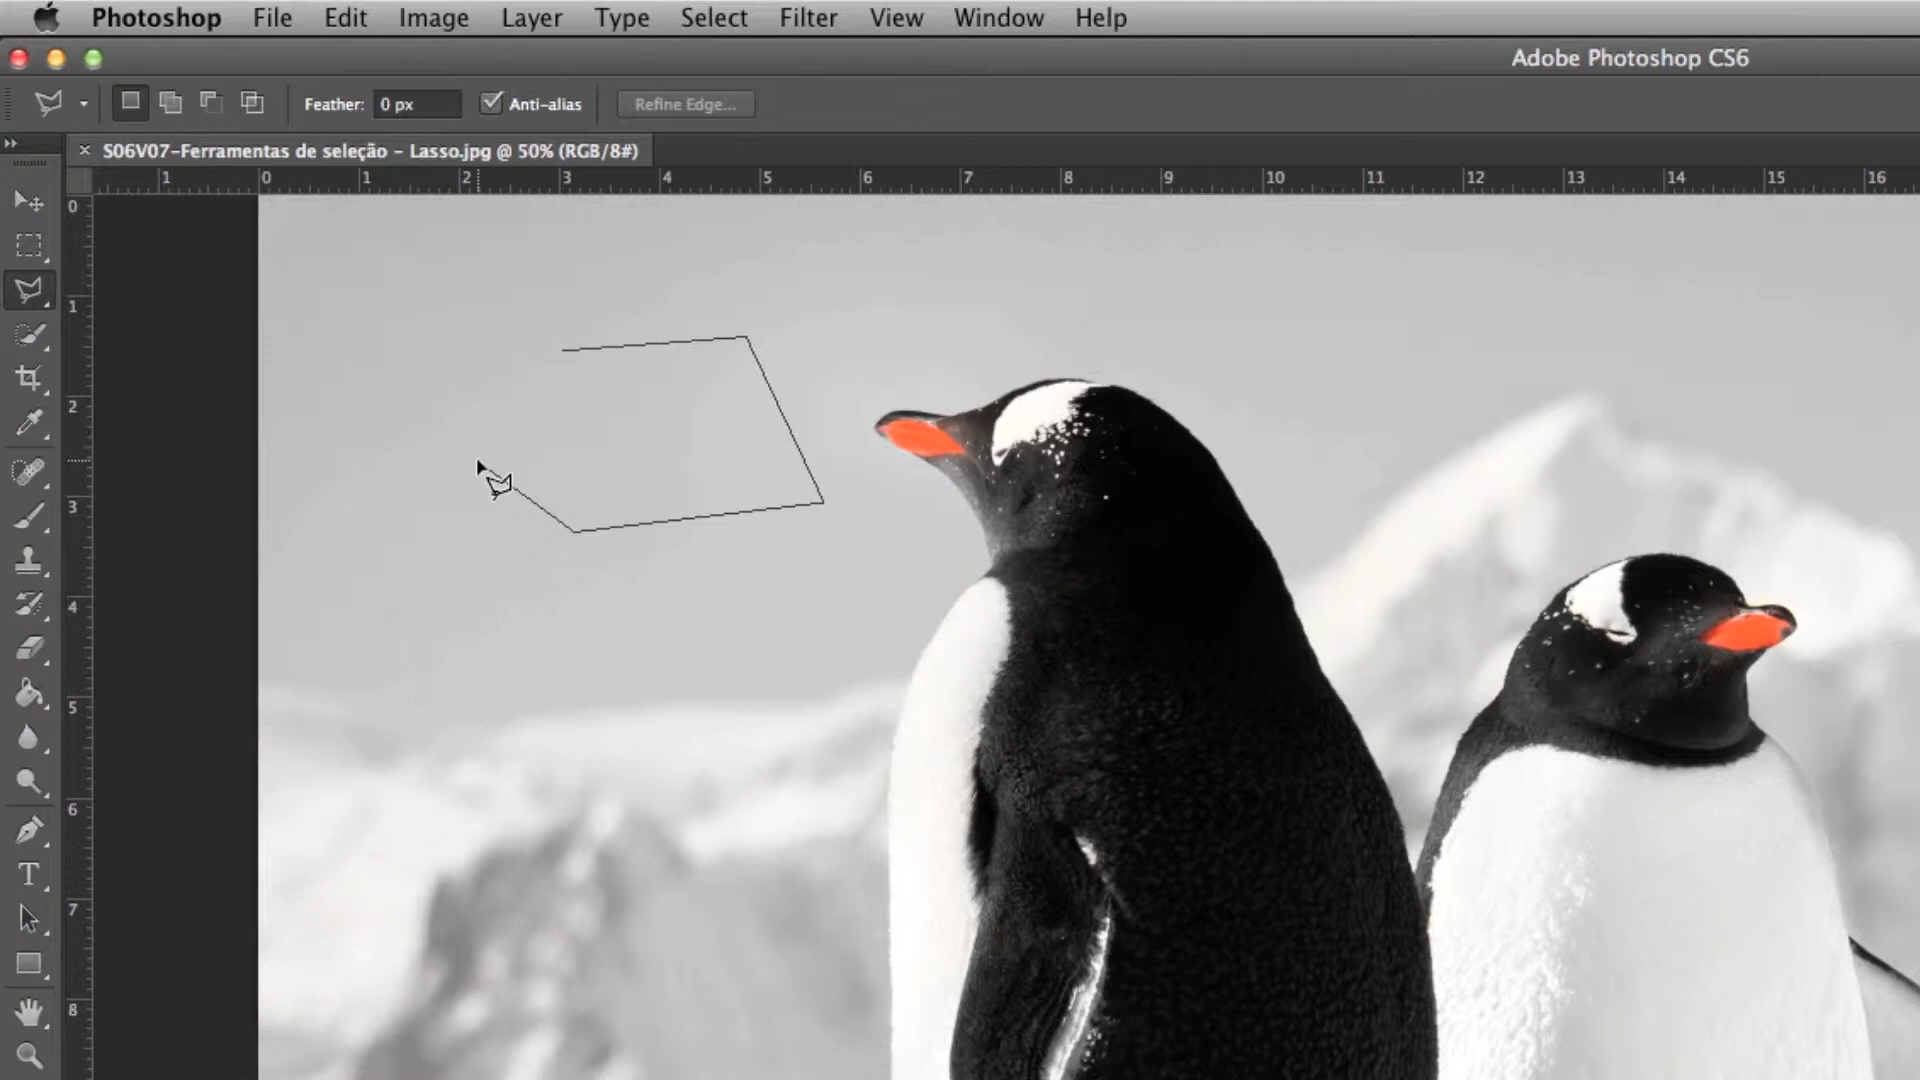 Photoshop File Edit Image Layer Type Select Filter View Window Help
Adobe Photoshop CS6
Feather: 0 px Anti-alias Refine Edge...
× S06V07-Ferramentas de seleção - Lasso.jpg @ 50% (RGB/8#)
1 0 1 2 3 4 5 6 7 8 9 10 11 12 13 14 15 16
0
1
2
3
4
5
6
7
8
T